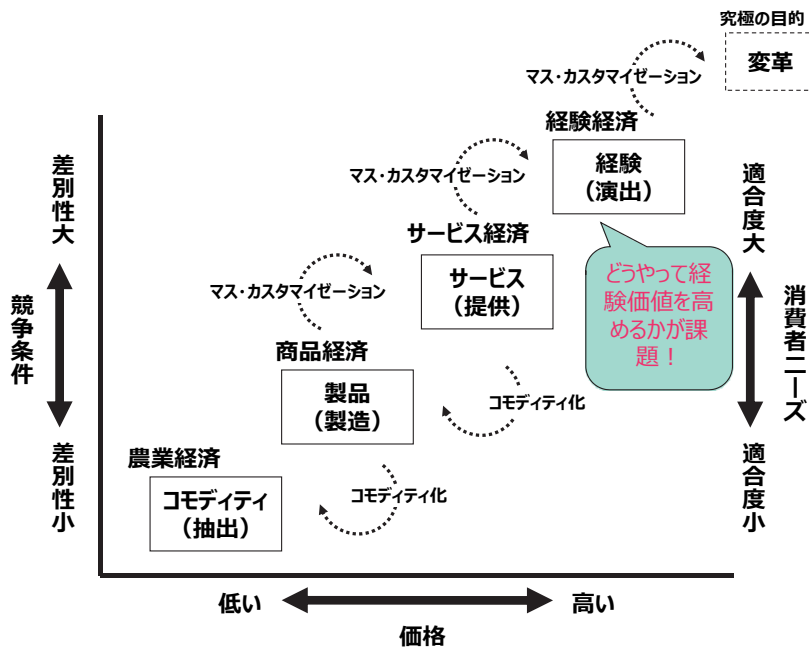 究極の目的
変革
マス・カスタマイゼーション
経験経済
経験
（演出）
マス・カスタマイゼーション
サービス経済
サービス
（提供）
どうやって経
験価値を高
めるかが課
題！
マス・カスタマイゼーション
商品経済
製品
（製造）
コモディティ化
農業経済
コモディティ
（抽出）
コモディティ化
競争条件
差別性大
差別性小
消費者ニーズ
適合度大
適合度小
低い
高い
価格